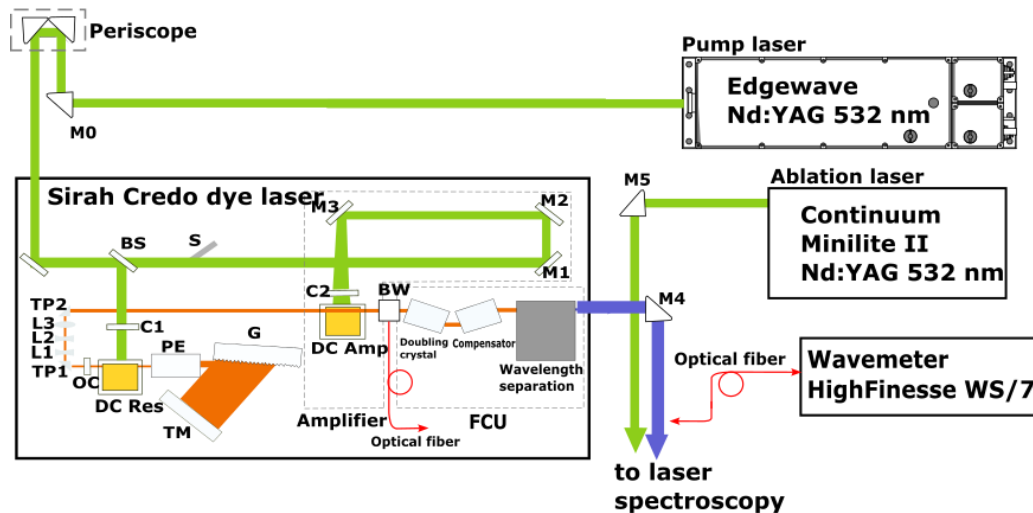 Periscope
Pump laser
Edgewave
Nd:YAG 532 nm
M0
Sirah Credo dye laser
M3
M2
M5
Ablation laser
Continuum
Minilite II
Nd:YAG 532 nm
BS
S
M1
C2
BW
M4
TP2
L3
L2
L1
TP1
C1
PE
G
OC
DC Res
DC Amp
Doubling
crystal
Compensator
Wavelength
separation
TM
Amplifier
FCU
Optical fiber
Optical fiber
Wavemeter
HighFinesse WS/7
to laser
spectroscopy